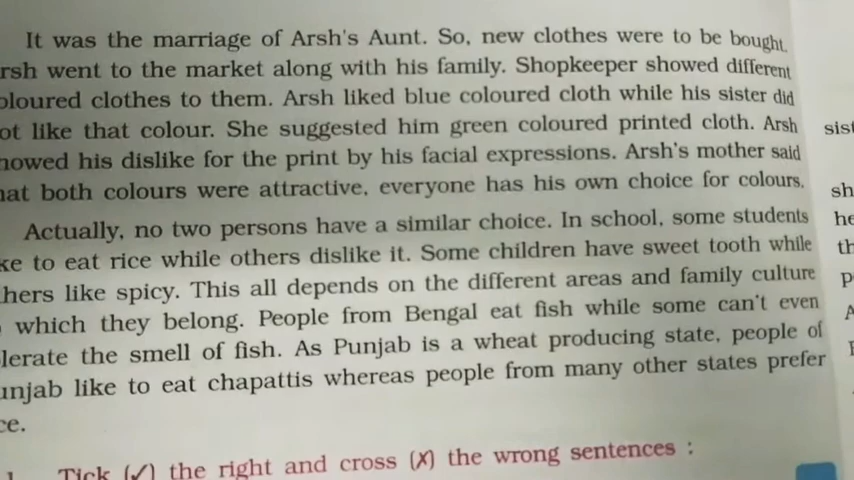 It was the marriage of Arsh's Aunt. So, new clothes were to be bought.
rsh went to the market along with his family. Shopkeeper showed different
oloured clothes to them. Arsh liked blue coloured cloth while his sister did
ot like that colour. She suggested him green coloured printed cloth. Arsh
howed his dislike for the print by his facial expressions. Arsh's mother said
hat both colours were attractive, everyone has his own choice for colours.
Actually, no two persons have a similar choice. In school, some students
ke to eat rice while others dislike it. Some children have sweet tooth while
hers like spicy. This all depends on the different areas and family culture
which they belong. People from Bengal eat fish while some can't even
lerate the smell of fish. As Punjab is a wheat producing state, people of
unjab like to eat chapattis whereas people from many other states prefer
ce.
1. Tick (✓) the right and cross (✗) the wrong sentences :
sist
sh
he
th
p
A